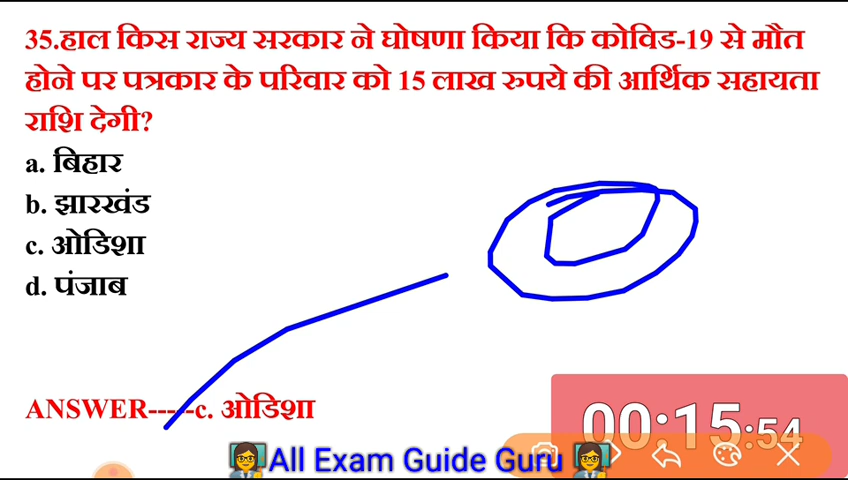 35.हाल किस राज्य सरकार ने घोषणा किया कि कोविड-19 से मौत
होने पर पत्रकार के परिवार को 15 लाख रुपये की आर्थिक सहायता
राशि देगी?
a. बिहार
b. झारखंड
c. ओडिशा
d. पंजाब
ANSWER-----c. ओडिशा
00:15:54
All Exam Guide Guru